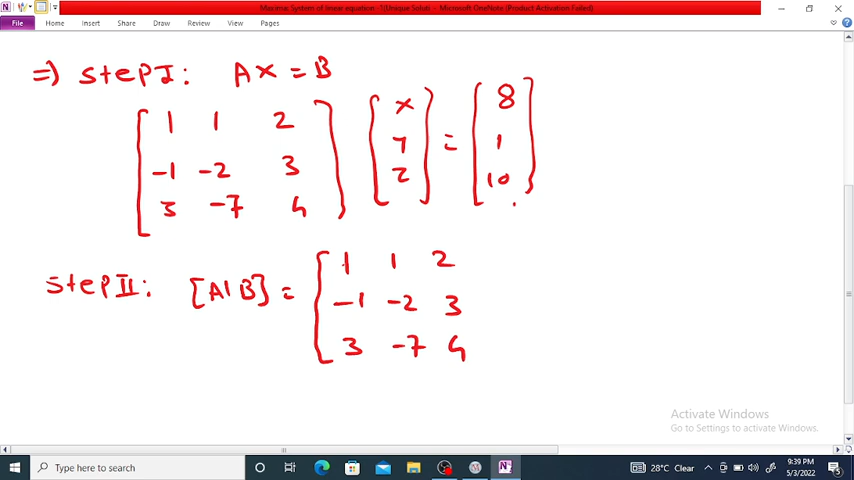 Maxima: System of linear equation -1(Unique Soluti - Microsoft OneNote (Product Activation Failed)
File Home Insert Draw Share History Review View Pages
=> Step I: AX = B
[ 1 1 2 ] [ x ] = [ 8 ]
[ -1 -2 3 ] [ y ] [ 1 ]
[ 3 -7 4 ] [ z ] [ 10 ]
Step II: [A|B] = [ 1 1 2
-1 -2 3
3 -7 4
Activate Windows
Go to Settings to activate Windows.
Type here to search
28°C Clear
9:39 PM
5/3/2022
5